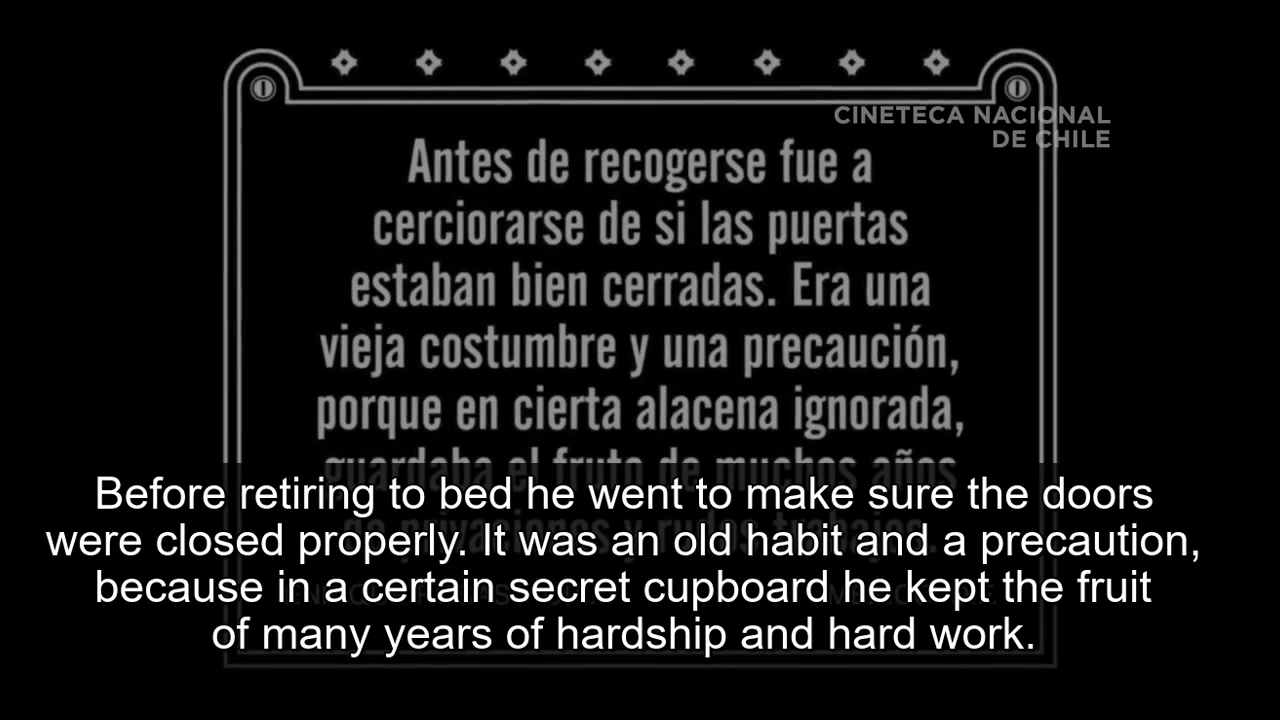 CINETECA NACIONAL
DE CHILE
Antes de recogerse fue a
cerciorarse de si las puertas
estaban bien cerradas. Era una
vieja costumbre y una precaución,
porque en cierta alacena ignorada,
guardaba el fruto de muchos años
Before retiring to bed he went to make sure the doors
were closed properly. It was an old habit and a precaution,
because in a certain secret cupboard he kept the fruit
of many years of hardship and hard work.